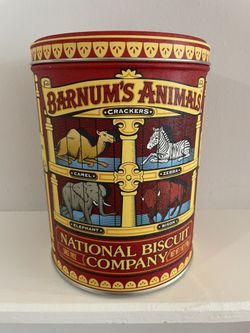 BARNUM'S ANIMALS
CRACKERS
CAMEL
ZEBRA
ELEPHANT
BISON
NATIONAL BISCUIT
COMPANY